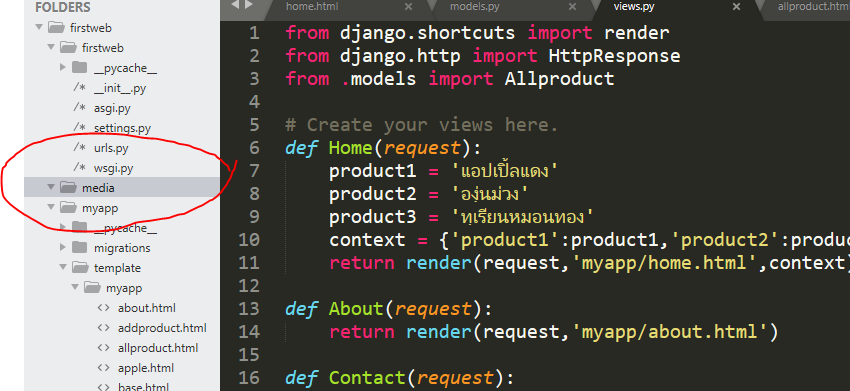 FOLDERS
firstweb
firstweb
__pycache__
/* __init__.py
asgi.py
/* settings.py
/* urls.py
/* wsgi.py
media
myapp
__pycache__
migrations
template
myapp
<> about.html
<> addproduct.html
<> allproduct.html
<> apple.html
<> base.html
home.html × models.py × views.py × allproduct.htm
1 from django.shortcuts import render
2 from django.http import HttpResponse
3 from .models import Allproduct
4
5 # Create your views here.
6 def Home(request):
7 product1 = 'แอปเปิ้ลแดง'
8 product2 = 'องุ่นม่วง'
9 product3 = 'ทุเรียนหมอนทอง'
10 context = {'product1':product1,'product2':produc
11 return render(request,'myapp/home.html',context)
12
13 def About(request):
14 return render(request,'myapp/about.html')
15
16 def Contact(request):